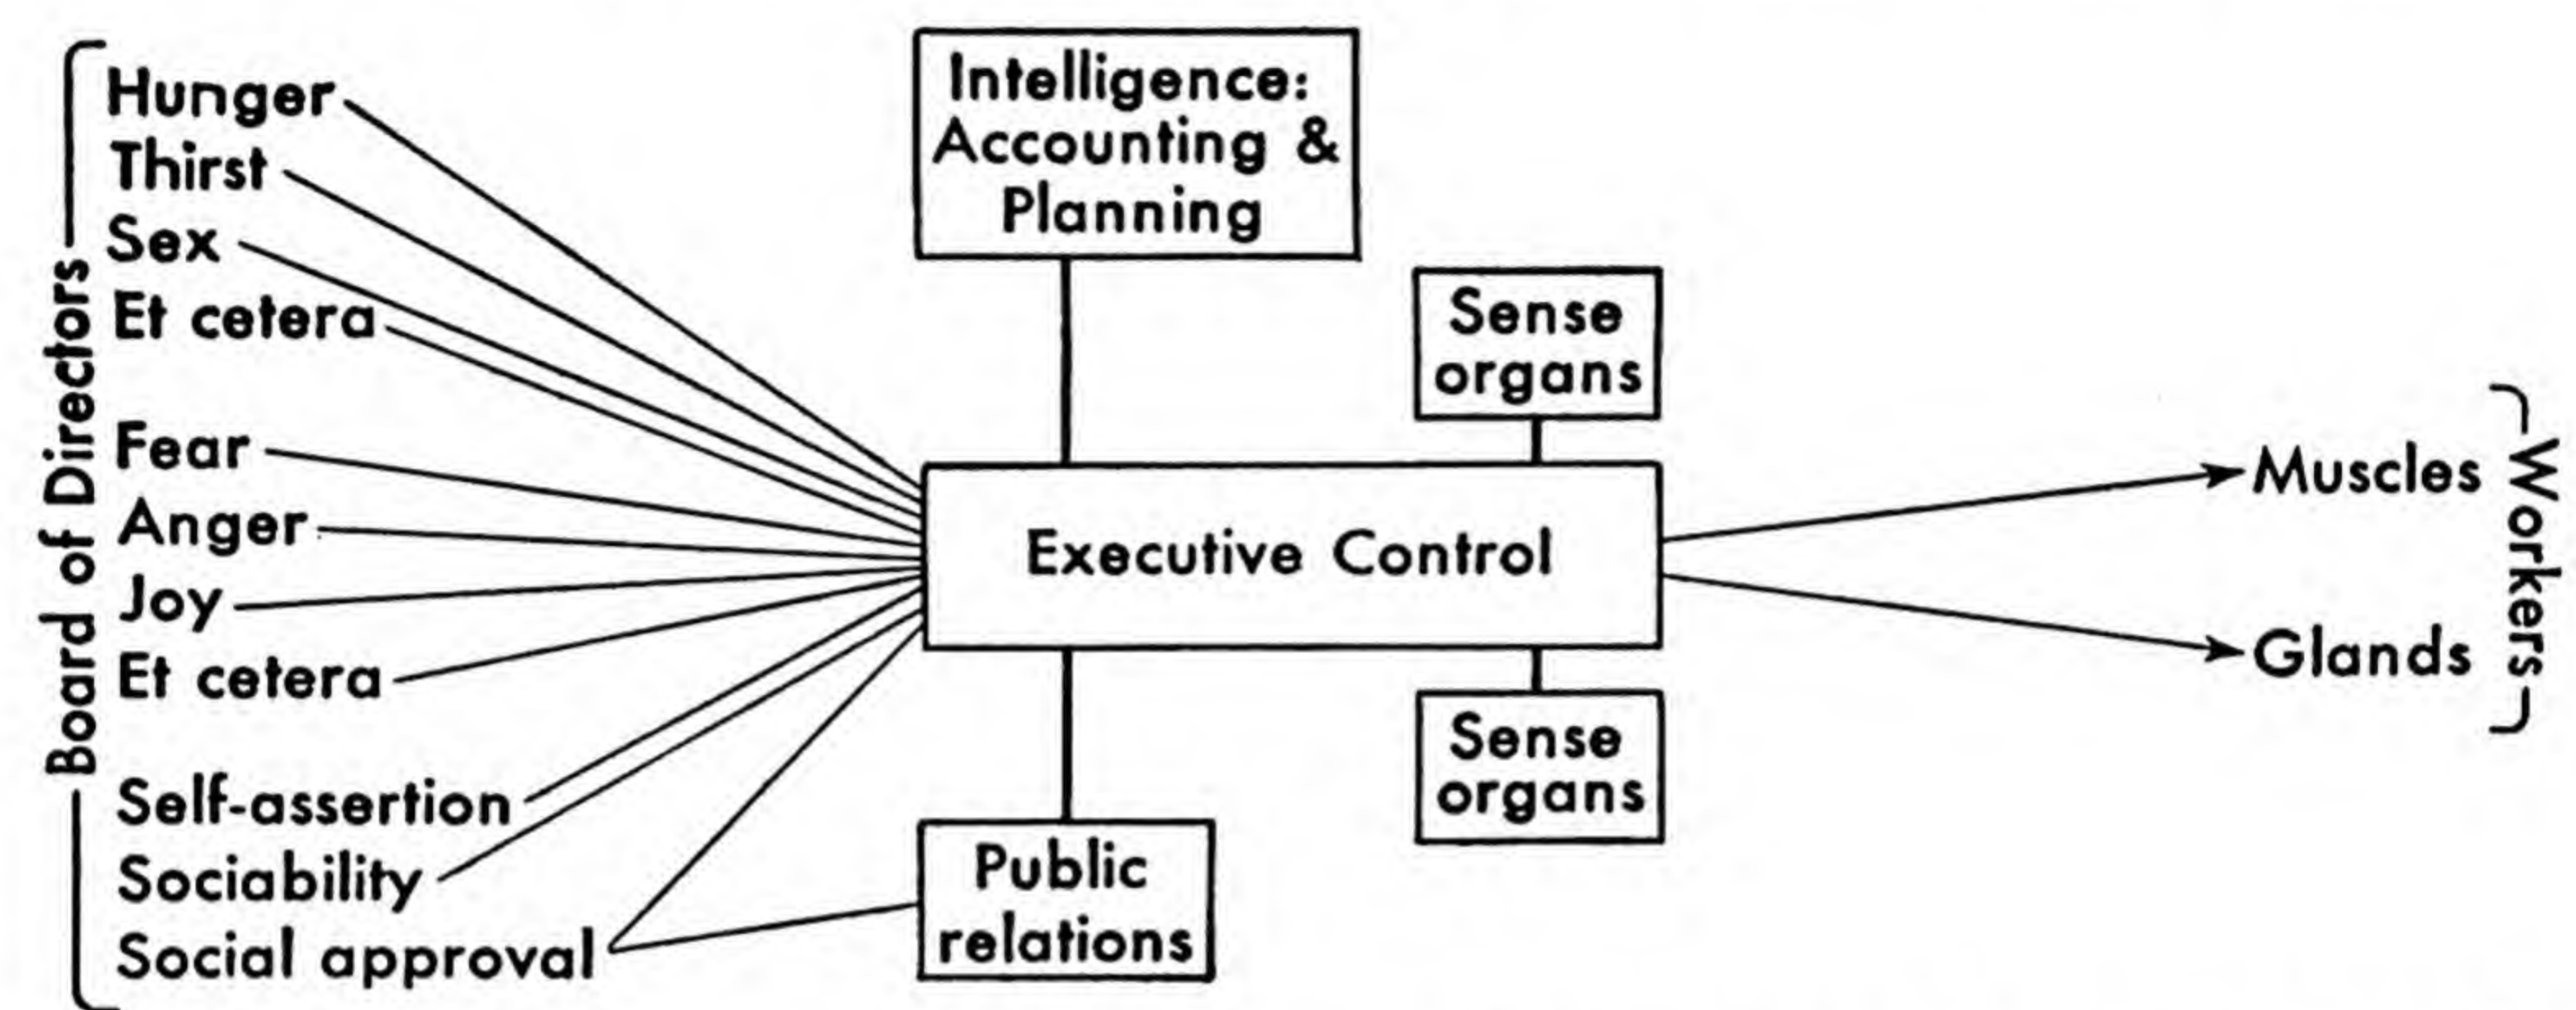 Board of Directors
Hunger
Thirst
Sex
Et cetera
Fear
Anger
Joy
Et cetera
Self-assertion
Sociability
Social approval
Intelligence:
Accounting &
Planning
Sense
organs
Executive Control
Sense
organs
Public
relations
Muscles
Glands
Workers